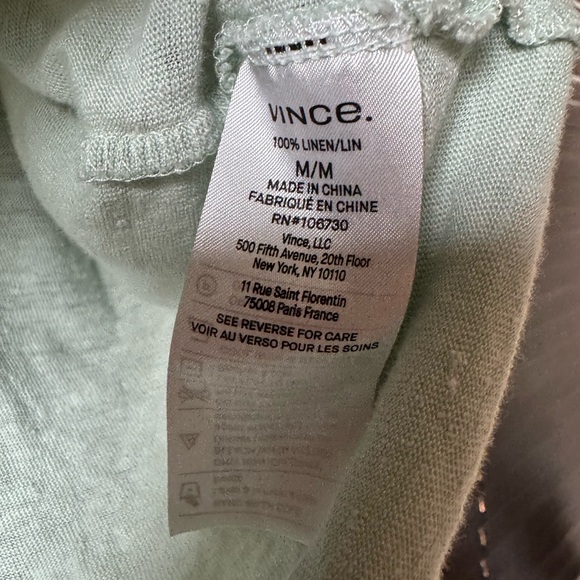 VINCE.
100% LINEN/LIN
M/M
MADE IN CHINA
FABRIQUÉ EN CHINE
RN#106730
Vince, LLC
500 Fifth Avenue, 20th Floor
New York, NY 10110
11 Rue Saint Florentin
75008 Paris France
SEE REVERSE FOR CARE
VOIR AU VERSO POUR LES SOINS